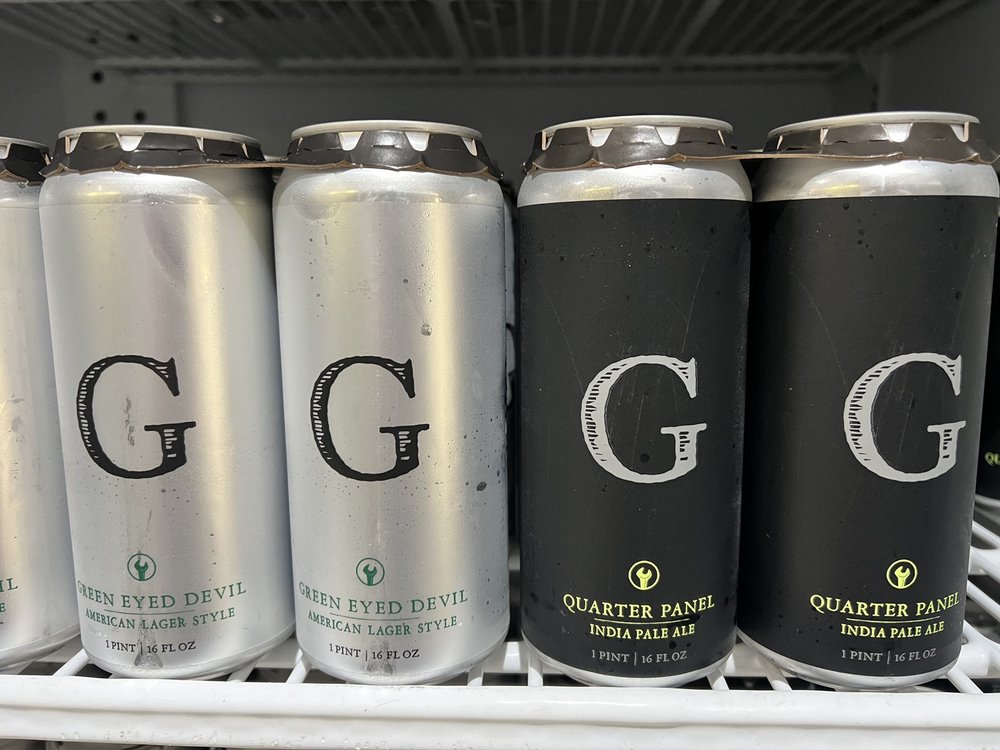 G
GREEN EYED DEVIL
AMERICAN LAGER STYLE
1 PINT | 16 FL OZ
G
GREEN EYED DEVIL
AMERICAN LAGER STYLE
1 PINT | 16 FL OZ
G
QUARTER PANEL
INDIA PALE ALE
1 PINT | 16 FL OZ
G
QUARTER PANEL
INDIA PALE ALE
1 PINT | 16 FL OZ